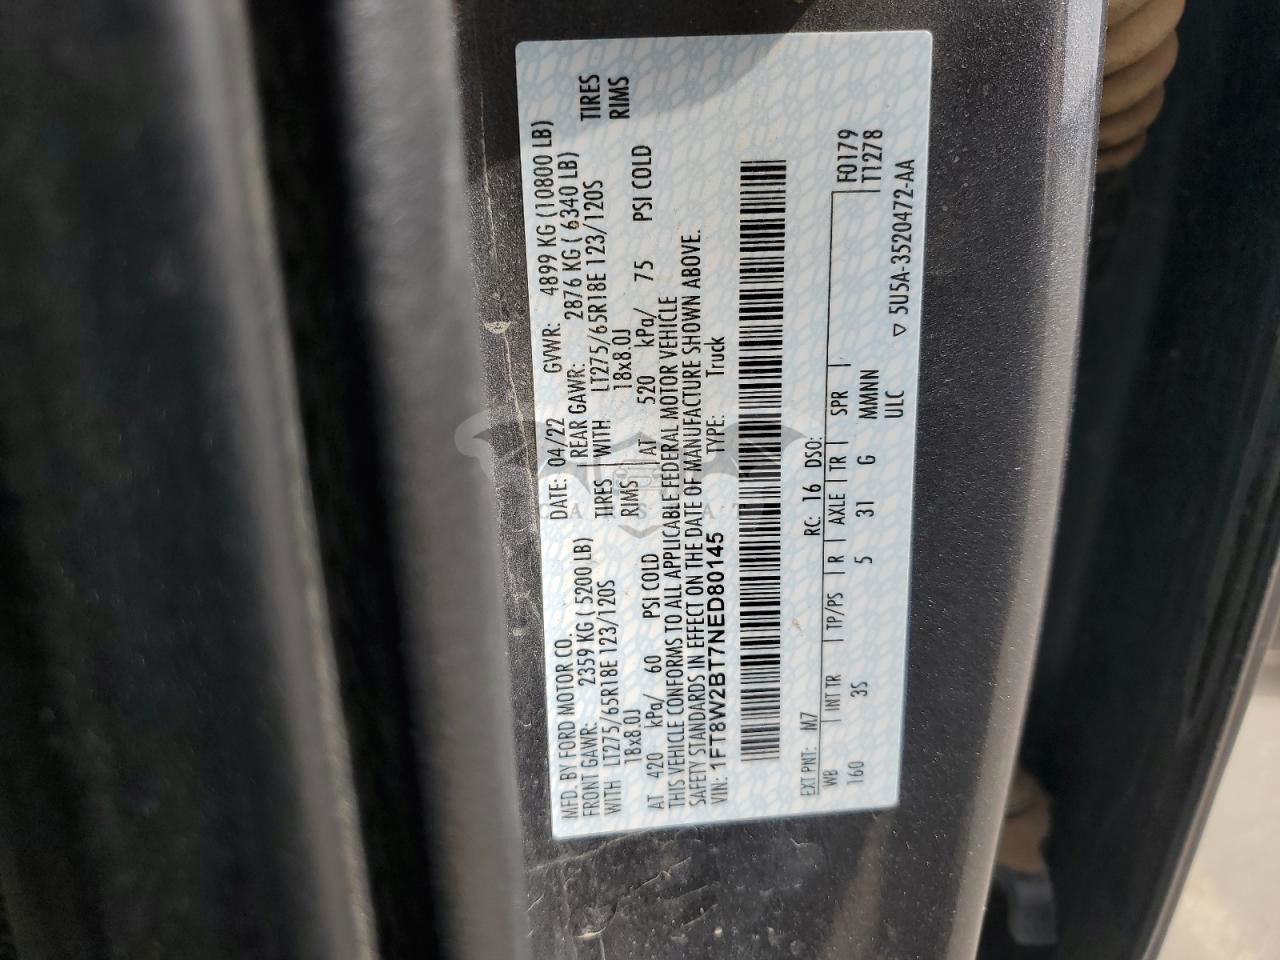 MFD. BY FORD MOTOR CO.
DATE: 04/22 GVWR: 4899 KG (10800 LB)
FRONT GAWR: 2359 KG ( 5200 LB) REAR GAWR: 2876 KG ( 6340 LB)
WITH LT275/65R18E 123/120S TIRES WITH LT275/65R18E 123/120S TIRES
18x8.0J RIMS 18x8.0J RIMS
AT 420 kPa/ 60 PSI COLD AT 520 kPa/ 75 PSI COLD
THIS VEHICLE CONFORMS TO ALL APPLICABLE FEDERAL MOTOR VEHICLE
SAFETY STANDARDS IN EFFECT ON THE DATE OF MANUFACTURE SHOWN ABOVE.
VIN: 1FT8W2BT7NED80145 TYPE: Truck
EXT PNT: M7 RC: 16 DSO: F0179
WB INT TR TP/PS R AXLE TR SPR T1278
160 3S 5 31 G MMNN
ULC
▽ 5U5A-3520472-AA